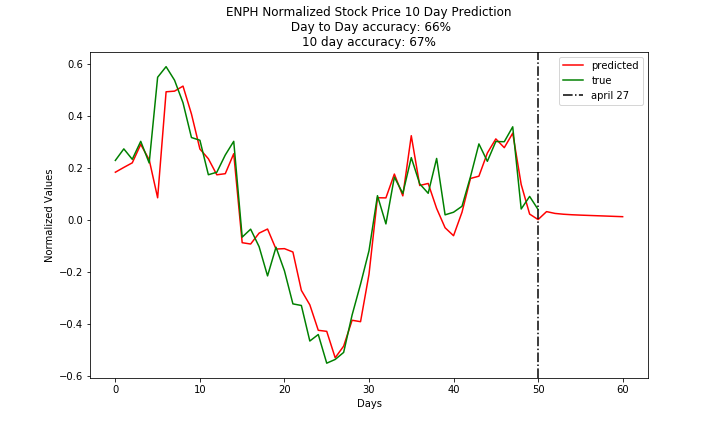 ENPH Normalized Stock Price 10 Day Prediction
Day to Day accuracy: 66%
10 day accuracy: 67%
predicted
true
april 27
0.6
0.4
0.2
0.0
−0.2
−0.4
−0.6
Normalized Values
0 10 20 30 40 50 60
Days